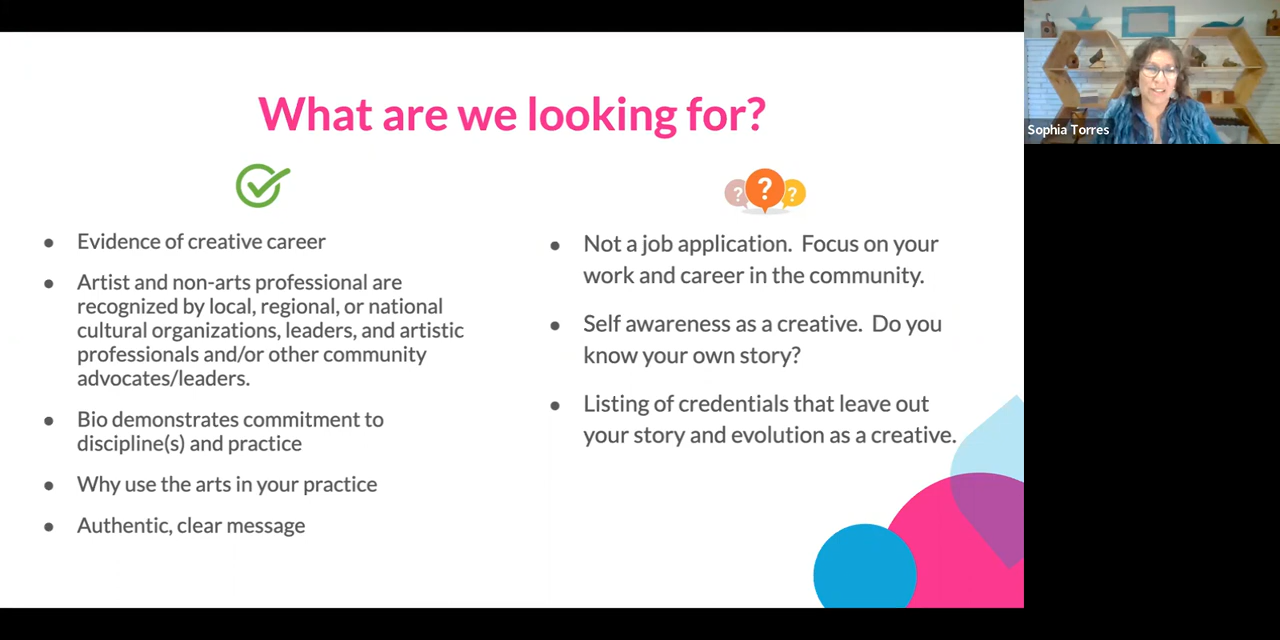 What are we looking for?
Evidence of creative career
Artist and non-arts professional are
recognized by local, regional, or national
cultural organizations, leaders, and artistic
professionals and/or other community
advocates/leaders.
Bio demonstrates commitment to
discipline(s) and practice
Why use the arts in your practice
Authentic, clear message
? ? ?
Not a job application.  Focus on your
work and career in the community.
Self awareness as a creative.  Do you
know your own story?
Listing of credentials that leave out
your story and evolution as a creative.
Sophia Torres